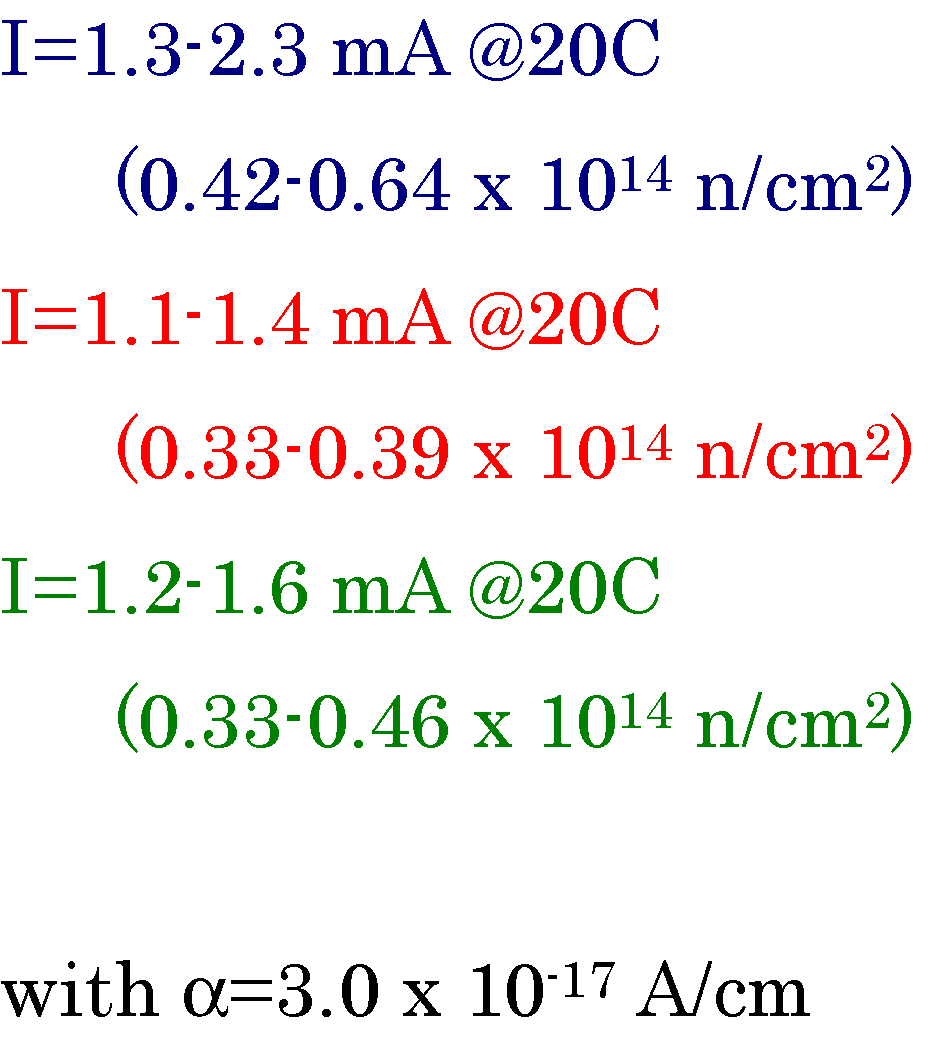 I=1.3-2.3 mA @20C
(0.42-0.64 x 10¹⁴ n/cm²)
I=1.1-1.4 mA @20C
(0.33-0.39 x 10¹⁴ n/cm²)
I=1.2-1.6 mA @20C
(0.33-0.46 x 10¹⁴ n/cm²)
with α=3.0 x 10⁻¹⁷ A/cm